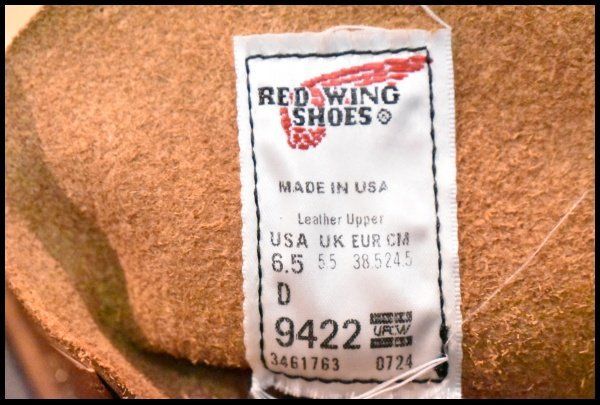 RED WING
SHOES ®
MADE IN USA
Leather Upper
USA UK EUR CM
6.5 5.5 38.5 24.5
D
9422 UFCW
3461763 0724